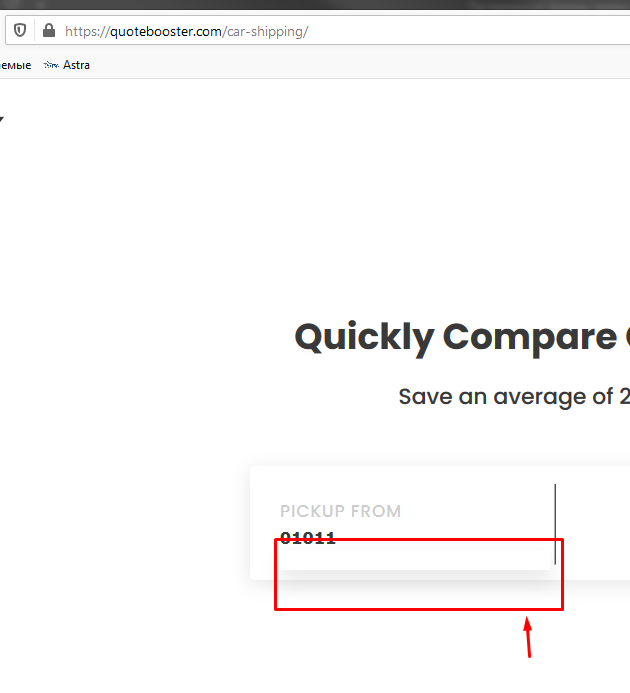 https://quotebooster.com/car-shipping/
емые Astra
Quickly Compare
Save an average of 2
PICKUP FROM
01011